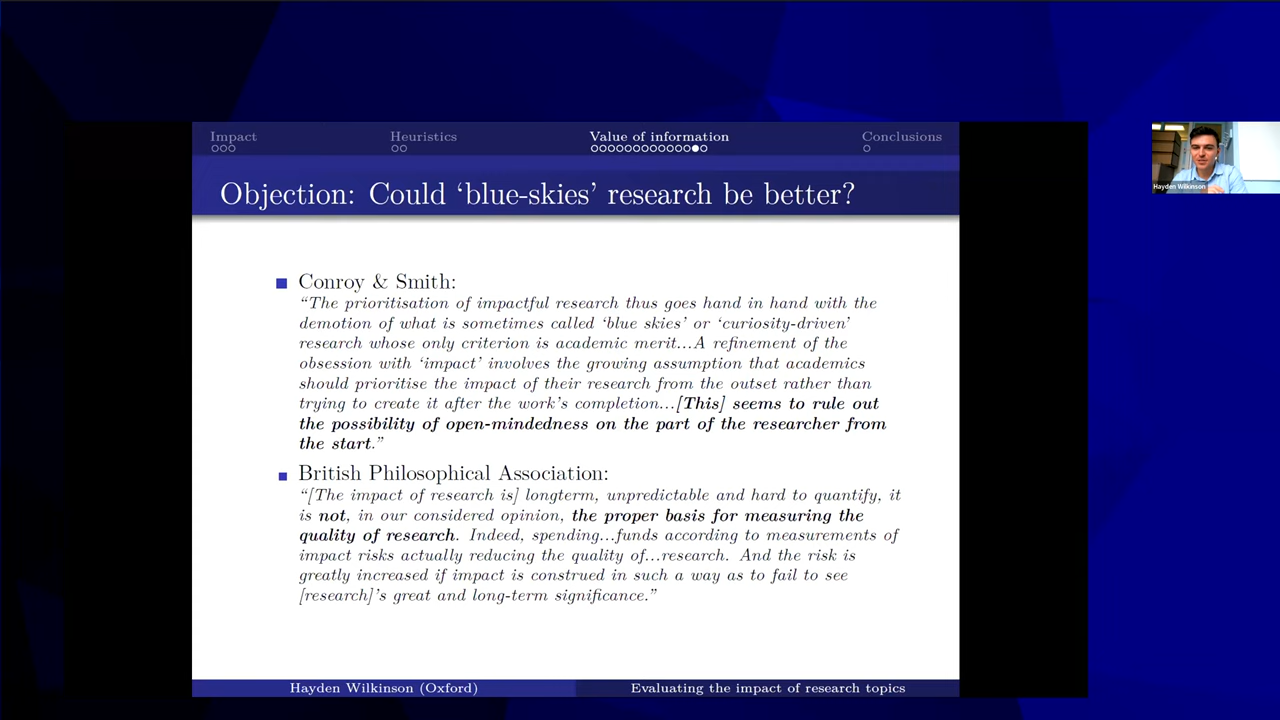 Impact Heuristics Value of information Conclusions
Objection: Could ‘blue-skies’ research be better?
Conroy & Smith:
“The prioritisation of impactful research thus goes hand in hand with the
demotion of what is sometimes called ‘blue skies’ or ‘curiosity-driven’
research whose only criterion is academic merit...A refinement of the
obsession with ‘impact’ involves the growing assumption that academics
should prioritise the impact of their research from the outset rather than
trying to create it after the work’s completion...[This] seems to rule out
the possibility of open-mindedness on the part of the researcher from
the start.”
British Philosophical Association:
“[The impact of research is] longterm, unpredictable and hard to quantify, it
is not, in our considered opinion, the proper basis for measuring the
quality of research. Indeed, spending...funds according to measurements of
impact risks actually reducing the quality of...research. And the risk is
greatly increased if impact is construed in such a way as to fail to see
[research]’s great and long-term significance.”
Hayden Wilkinson (Oxford) Evaluating the impact of research topics
Hayden Wilkinson